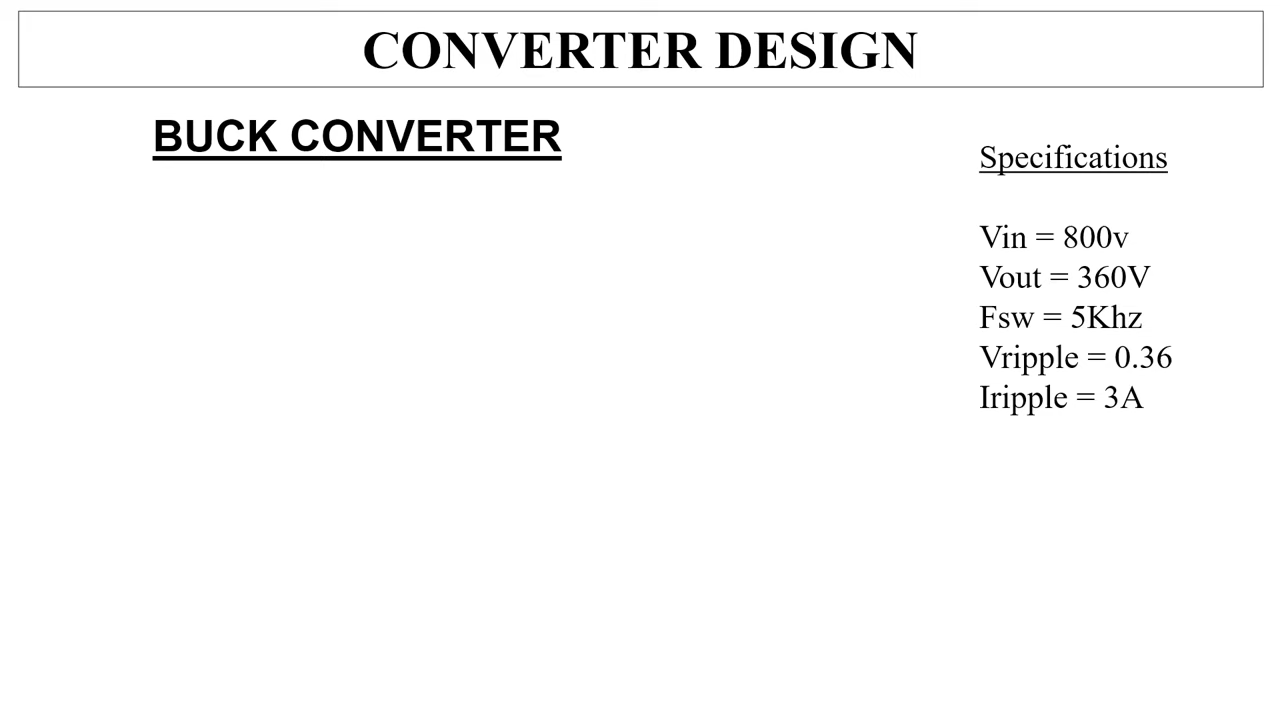 CONVERTER DESIGN
BUCK CONVERTER
Specifications
Vin = 800v
Vout = 360V
Fsw = 5Khz
Vripple = 0.36
Iripple = 3A